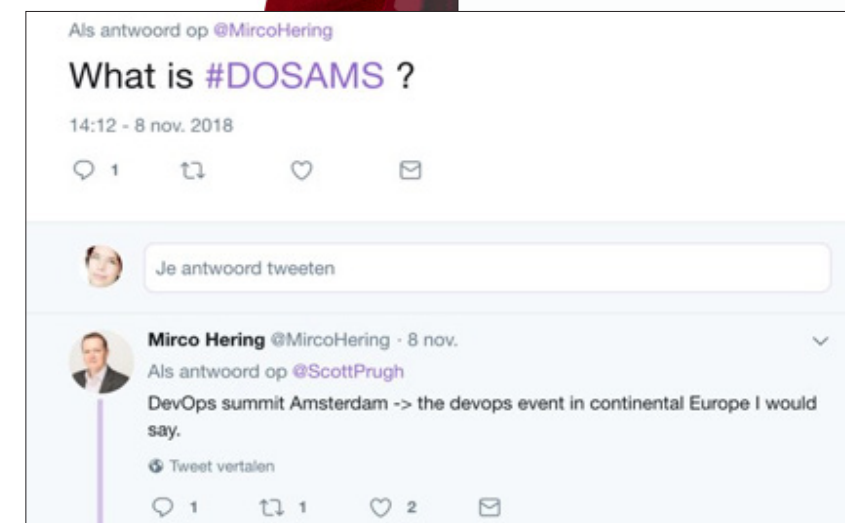 Als antwoord op @MircoHering
What is #DOSAMS ?
14:12 - 8 nov. 2018
1
Je antwoord tweeten
Mirco Hering @MircoHering · 8 nov.
Als antwoord op @ScottPrugh
DevOps summit Amsterdam -> the devops event in continental Europe I would
say.
Tweet vertalen
1 1 2